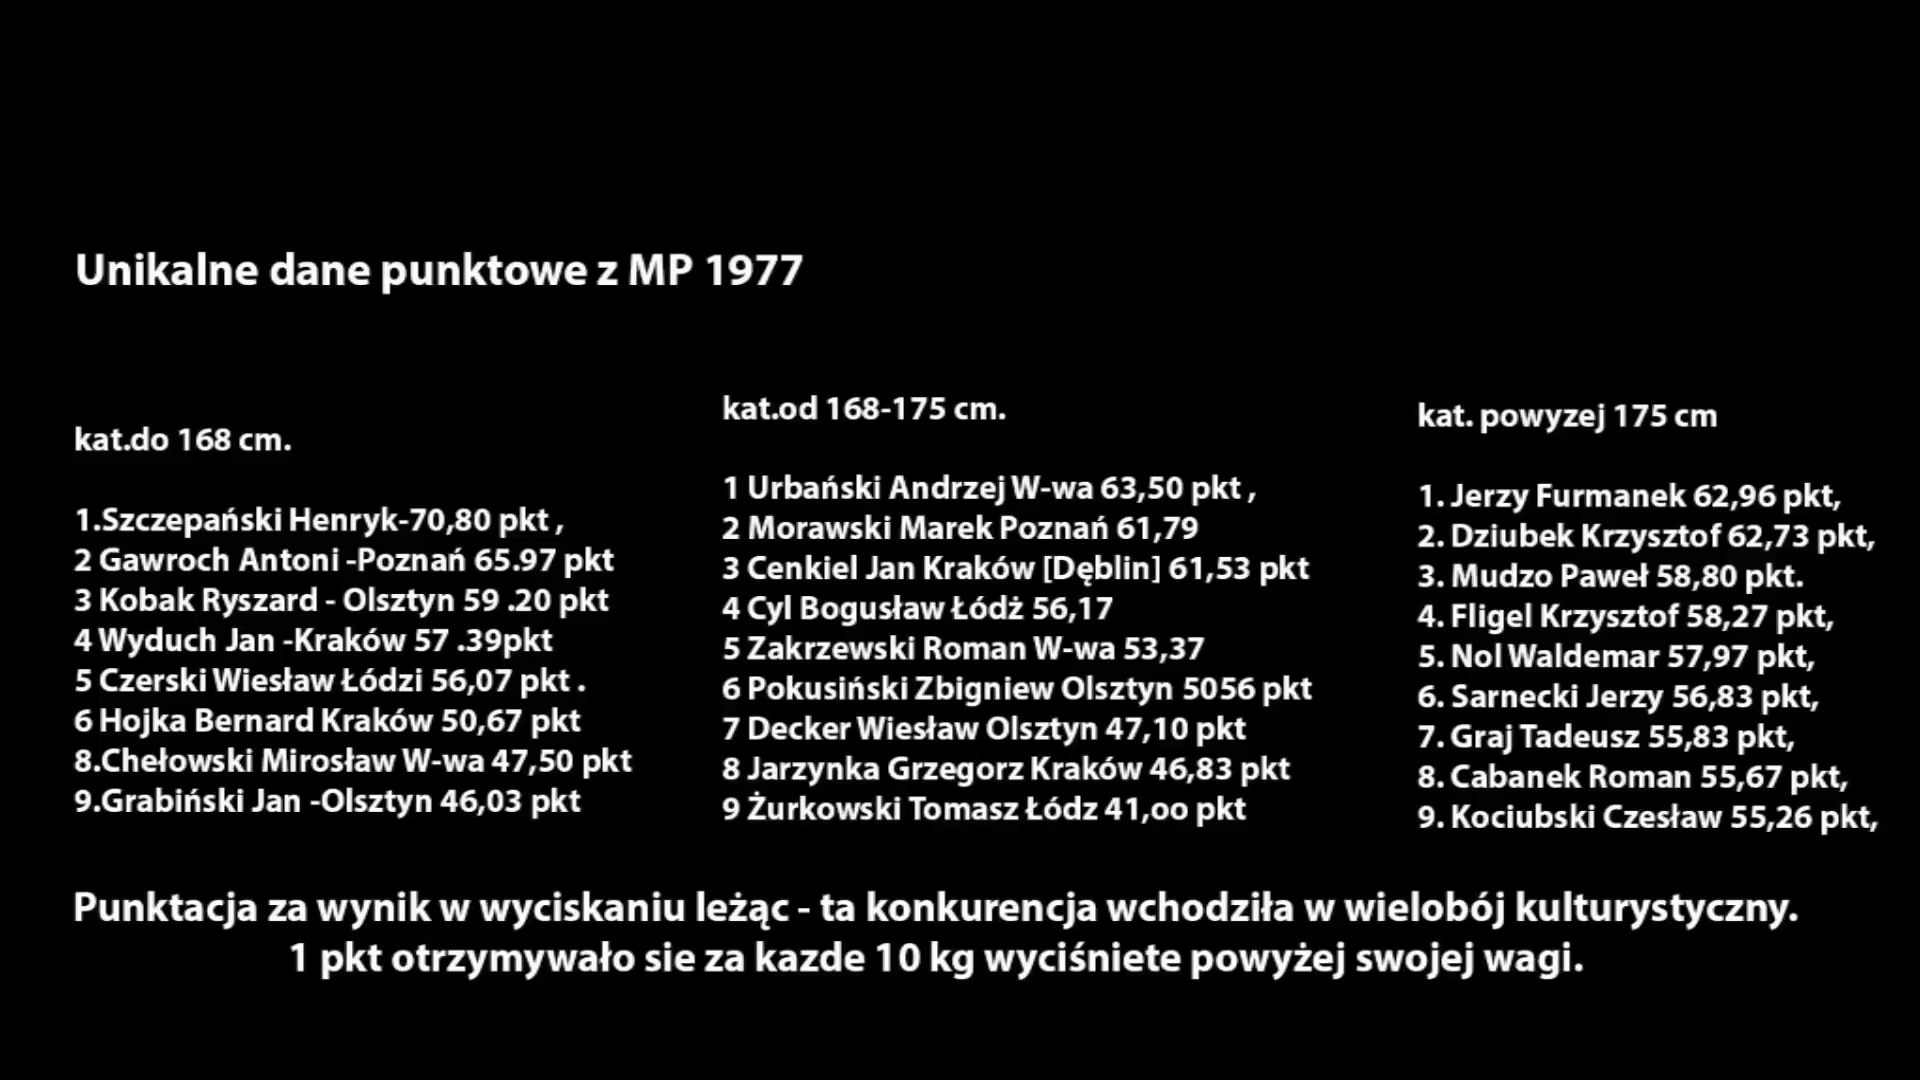 Unikalne dane punktowe z MP 1977
kat.do 168 cm.
1.Szczepański Henryk-70,80 pkt ,
2 Gawroch Antoni -Poznań 65.97 pkt
3 Kobak Ryszard - Olsztyn 59 .20 pkt
4 Wyduch Jan -Kraków 57 .39pkt
5 Czerski Wiesław Łódzi 56,07 pkt .
6 Hojka Bernard Kraków 50,67 pkt
8.Chełowski Mirosław W-wa 47,50 pkt
9.Grabiński Jan -Olsztyn 46,03 pkt
kat.od 168-175 cm.
1 Urbański Andrzej W-wa 63,50 pkt ,
2 Morawski Marek Poznań 61,79
3 Cenkiel Jan Kraków [Dęblin] 61,53 pkt
4 Cyl Bogusław Łódż 56,17
5 Zakrzewski Roman W-wa 53,37
6 Pokusiński Zbigniew Olsztyn 5056 pkt
7 Decker Wiesław Olsztyn 47,10 pkt
8 Jarzynka Grzegorz Kraków 46,83 pkt
9 Żurkowski Tomasz Łódz 41,oo pkt
kat. powyzej 175 cm
1. Jerzy Furmanek 62,96 pkt,
2. Dziubek Krzysztof 62,73 pkt,
3. Mudzo Paweł 58,80 pkt.
4. Fligel Krzysztof 58,27 pkt,
5. Nol Waldemar 57,97 pkt,
6. Sarnecki Jerzy 56,83 pkt,
7. Graj Tadeusz 55,83 pkt,
8. Cabanek Roman 55,67 pkt,
9. Kociubski Czesław 55,26 pkt,
Punktacja za wynik w wyciskaniu leżąc - ta konkurencja wchodziła w wielobój kulturystyczny.
1 pkt otrzymywało sie za kazde 10 kg wyciśniete powyżej swojej wagi.